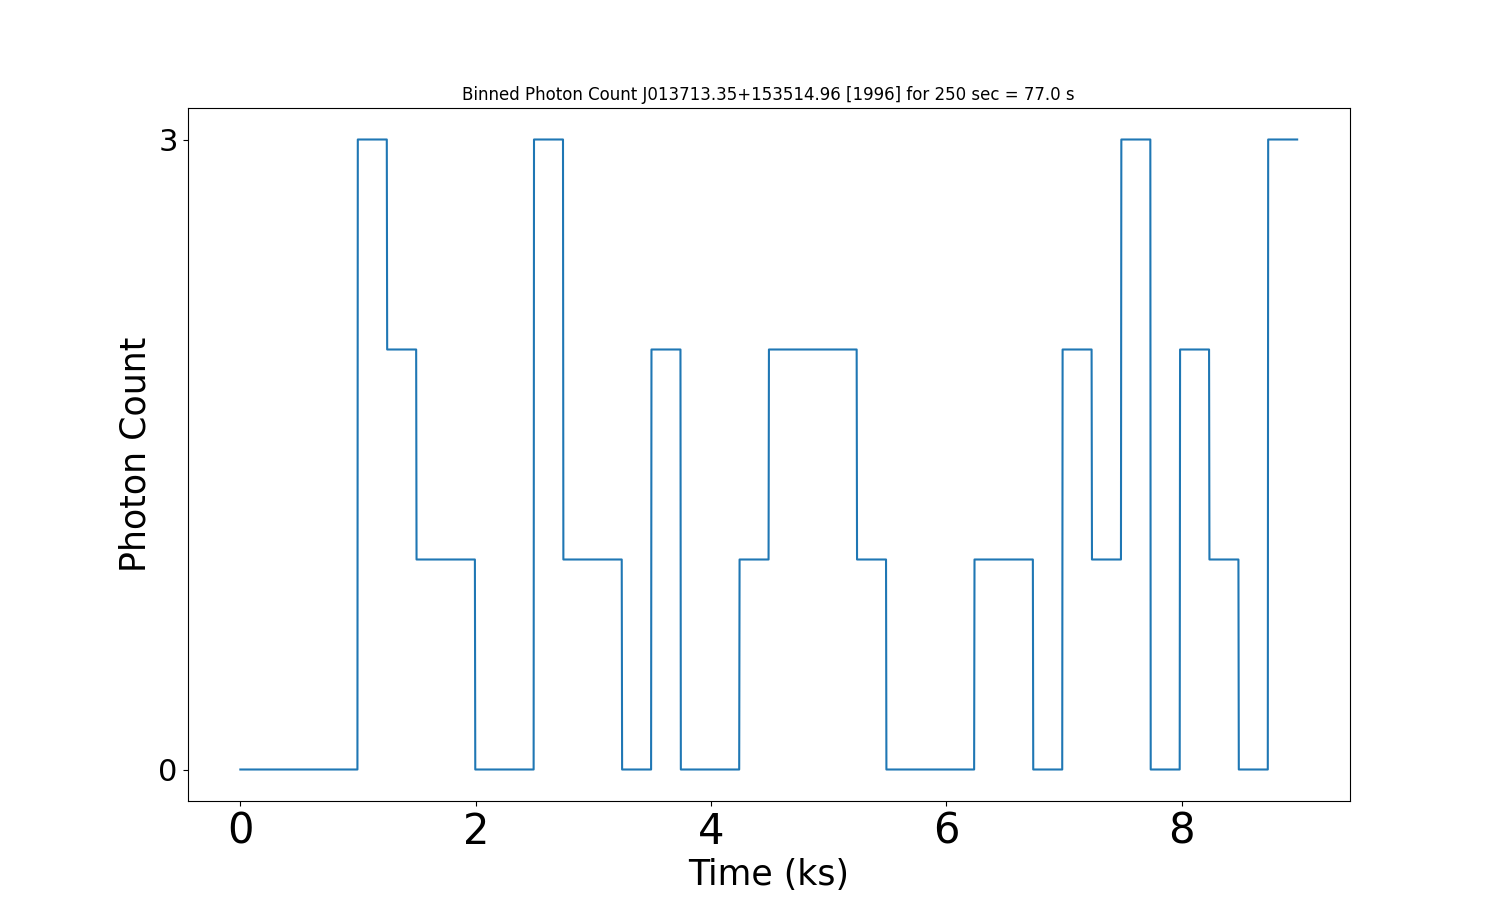 Binned Photon Count J013713.35+153514.96 [1996] for 250 sec = 77.0 s
3
Photon Count
0
0 2 4 6 8
Time (ks)